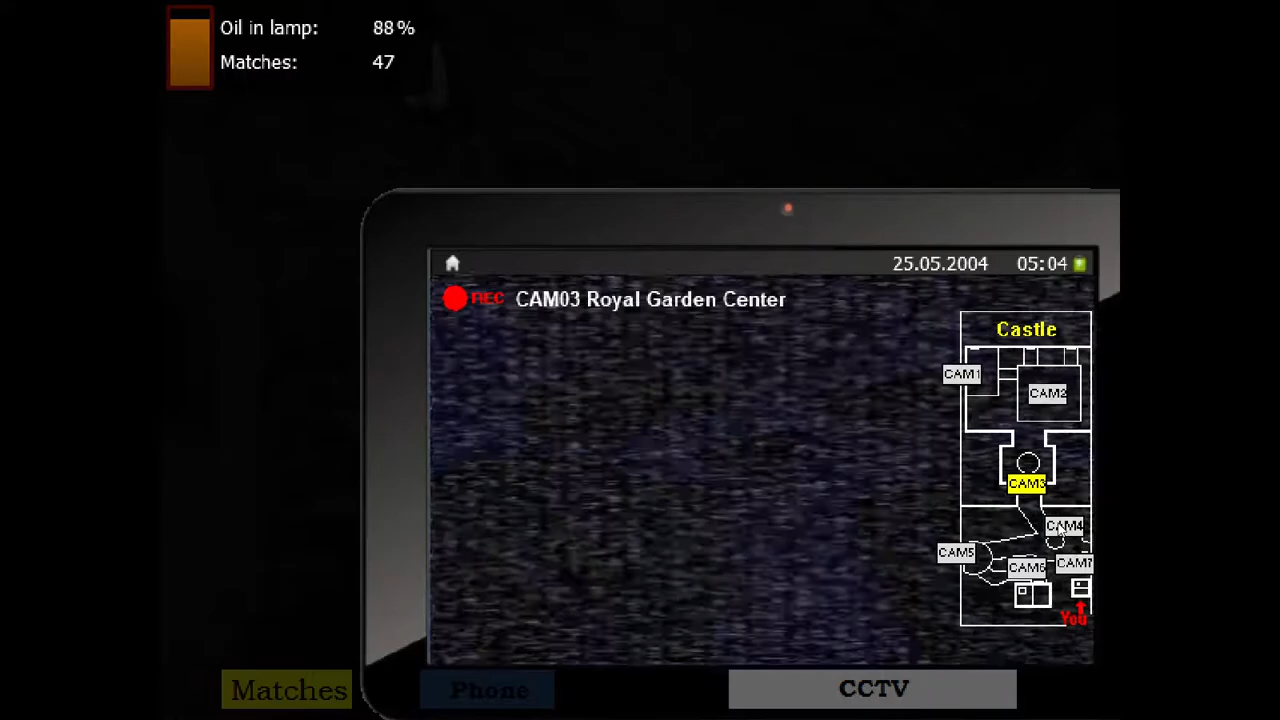 Oil in lamp: 88%
Matches: 47
25.05.2004 05:04
REC CAM03 Royal Garden Center
Castle
CAM1
CAM2
CAM3
CAM4
CAM5
CAM6
CAM7
You
Matches
Phone
CCTV